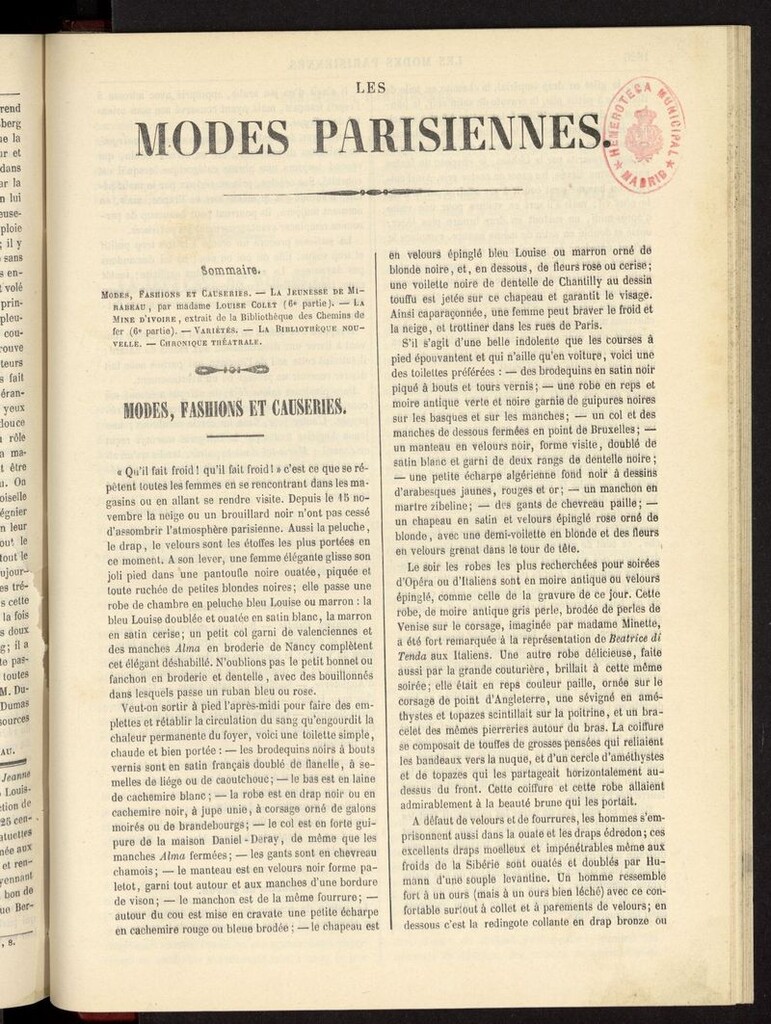 LES
MODES PARISIENNES.
HEMEROTECA MUNICIPAL
★ MADRID ★
Sommaire.
MODES, FASHIONS ET CAUSERIES. — LA JEUNESSE DE MI-
RABEAU, par madame LOUISE COLET (6e partie). — LA
MINE D'IVOIRE, extrait de la Bibliothèque des Chemins de
fer (6e partie). — VARIÉTÉS. — LA BIBLIOTHÈQUE NOU-
VELLE. — CHRONIQUE THÉATRALE.
MODES, FASHIONS ET CAUSERIES.
« Qu'il fait froid! qu'il fait froid! » c'est ce que se ré-
pètent toutes les femmes en se rencontrant dans les ma-
gasins ou en allant se rendre visite. Depuis le 15 no-
vembre la neige ou un brouillard noir n'ont pas cessé
d'assombrir l'atmosphère parisienne. Aussi la peluche,
le drap, le velours sont les étoffes les plus portées en
ce moment. A son lever, une femme élégante glisse son
joli pied dans une pantoufle noire ouatée, piquée et
toute ruchée de petites blondes noires; elle passe une
robe de chambre en peluche bleu Louise ou marron : la
bleu Louise doublée et ouatée en satin blanc, la marron
en satin cerise; un petit col garni de valenciennes et
des manches Alma en broderie de Nancy complètent
cet élégant déshabillé. N'oublions pas le petit bonnet ou
fanchon en broderie et dentelle, avec des bouillonnés
dans lesquels passe un ruban bleu ou rose.
Veut-on sortir à pied l'après-midi pour faire des em-
plettes et rétablir la circulation du sang qu'engourdit la
chaleur permanente du foyer, voici une toilette simple,
chaude et bien portée : — les brodequins noirs à bouts
vernis sont en satin français doublé de flanelle, à se-
melles de liége ou de caoutchouc; — le bas est en laine
de cachemire blanc; — la robe est en drap noir ou en
cachemire noir, à jupe unie, à corsage orné de galons
moirés ou de brandebourgs; — le col est en forte gui-
pure de la maison Daniel-Deray, de même que les
manches Alma fermées; — les gants sont en chevreau
chamois; — le manteau est en velours noir forme pa-
letot, garni tout autour et aux manches d'une bordure
de vison; — le manchon est de la même fourrure; —
autour du cou est mise en cravate une petite écharpe
en cachemire rouge ou bleue brodée; — le chapeau est
en velours épinglé bleu Louise ou marron orné de
blonde noire, et, en dessous, de fleurs rose ou cerise;
une voilette noire de dentelle de Chantilly au dessin
touffu est jetée sur ce chapeau et garantit le visage.
Ainsi caparaçonnée, une femme peut braver le froid et
la neige, et trottiner dans les rues de Paris.
S'il s'agit d'une belle indolente que les courses à
pied épouvantent et qui n'aille qu'en voiture, voici une
des toilettes préférées : — des brodequins en satin noir
piqué à bouts et tours vernis; — une robe en reps et
moire antique verte et noire garnie de guipures noires
sur les basques et sur les manches; — un col et des
manches de dessous fermées en point de Bruxelles; —
un manteau en velours noir, forme visite, doublé de
satin blanc et garni de deux rangs de dentelle noire;
— une petite écharpe algérienne fond noir à dessins
d'arabesques jaunes, rouges et or; — un manchon en
martre zibeline; — des gants de chevreau paille; —
un chapeau en satin et velours épinglé rose orné de
blonde, avec une demi-voilette en blonde et des fleurs
en velours grenat dans le tour de tête.
Le soir les robes les plus recherchées pour soirées
d'Opéra ou d'Italiens sont en moire antique ou velours
épinglé, comme celle de la gravure de ce jour. Cette
robe, de moire antique gris perle, brodée de perles de
Venise sur le corsage, imaginée par madame Minette,
a été fort remarquée à la représentation de Beatrice di
Tenda aux Italiens. Une autre robe délicieuse, faite
aussi par la grande couturière, brillait à cette même
soirée; elle était en reps couleur paille, ornée sur le
corsage de point d'Angleterre, une sévigné en amé-
thystes et topazes scintillait sur la poitrine, et un bra-
celet des mêmes pierreries autour du bras. La coiffure
se composait de touffes de grosses pensées qui reliaient
les bandeaux vers la nuque, et d'un cercle d'améthystes
et de topazes qui les partageait horizontalement au-
dessus du front. Cette coiffure et cette robe allaient
admirablement à la beauté brune qui les portait.
A défaut de velours et de fourrures, les hommes s'em-
prisonnent aussi dans la ouate et les draps édredon; ces
excellents draps moelleux et impénétrables même aux
froids de la Sibérie sont ouatés et doublés par Hu-
mann d'une souple levantine. Un homme ressemble
fort à un ours (mais à un ours bien léché) avec ce con-
fortable surtout à collet et à parements de velours; en
dessous c'est la redingote collante en drap bronze ou